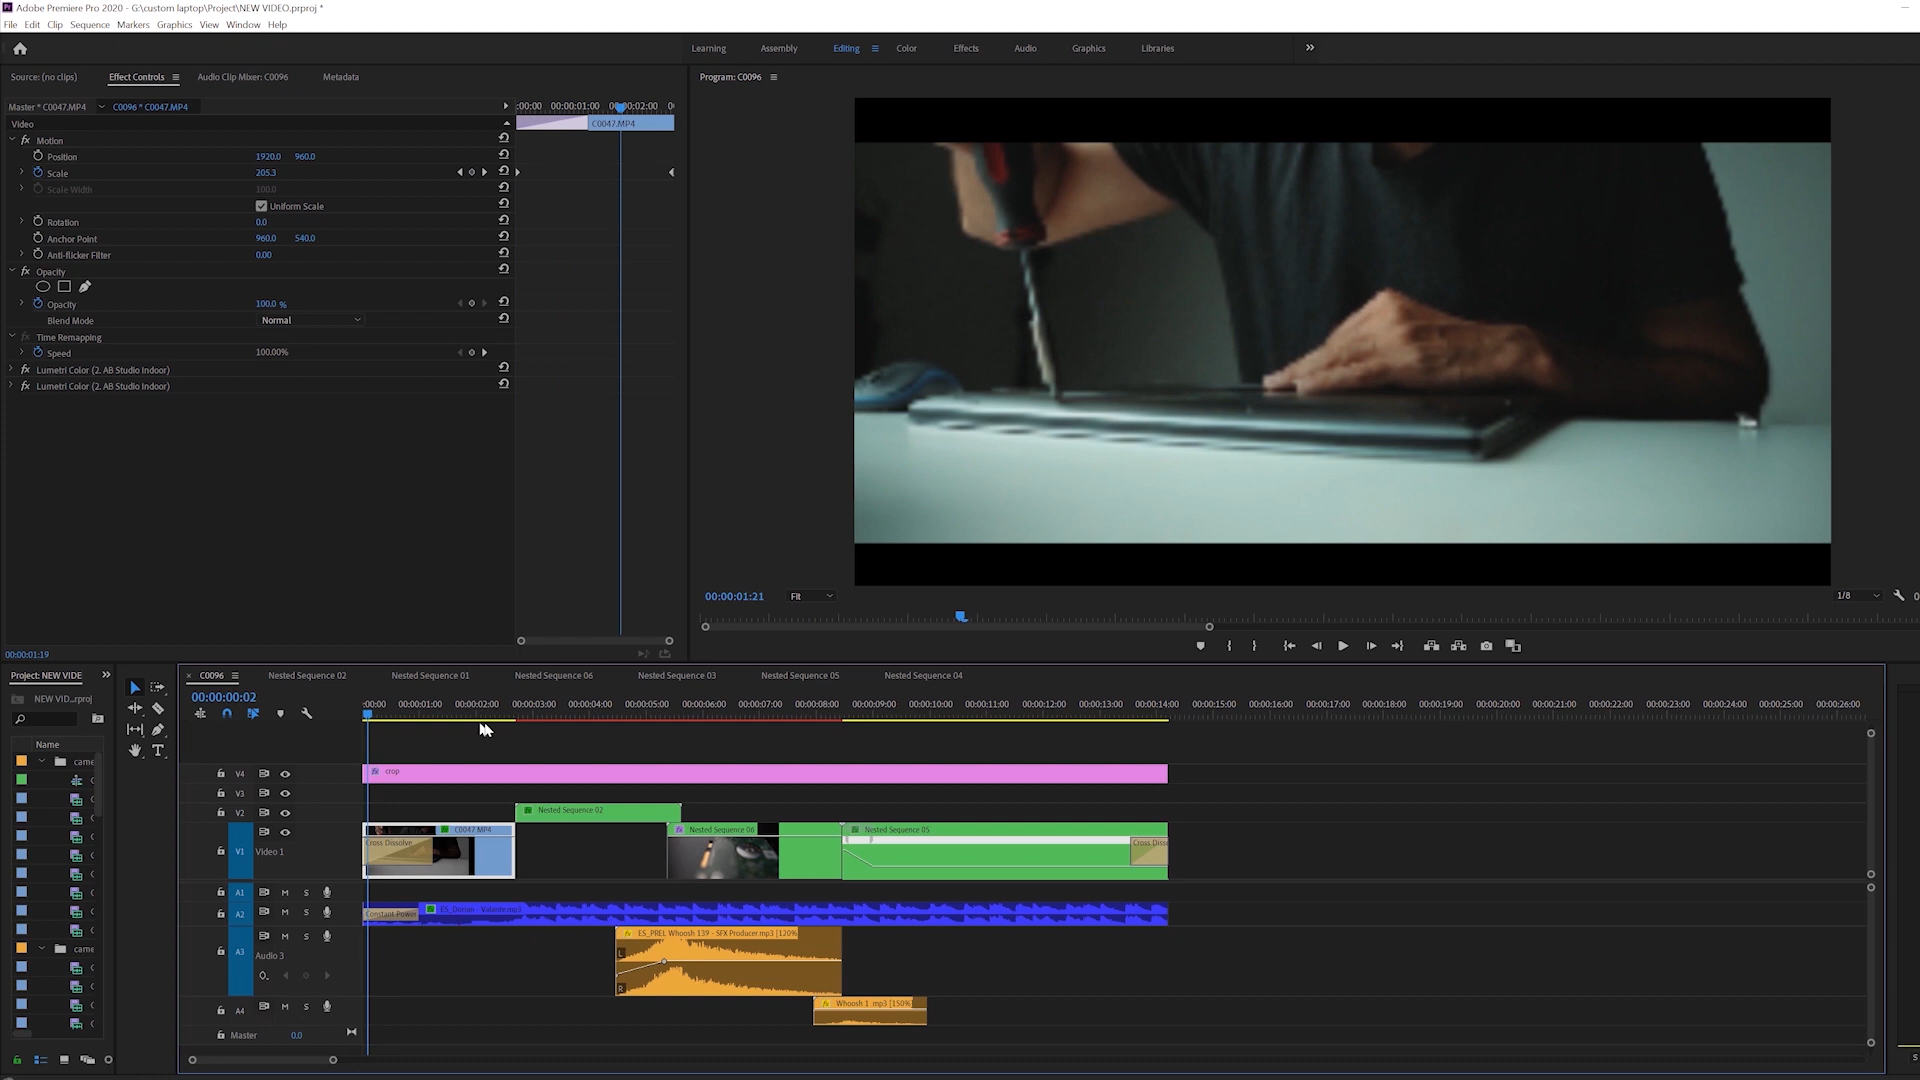 Adobe Premiere Pro 2020 - G:\custom laptop\Project\NEW VIDEO.prproj *
File Edit Clip Sequence Markers Graphics View Window Help
Learning Assembly Editing Color Effects Audio Graphics Libraries
Source: (no clips) Effect Controls Audio Clip Mixer: C0096 Metadata
Program: C0096
Master * C0047.MP4 C0096 * C0047.MP4
:00:00 00:00:01:00 00:00:02:00
Video
C0047.MP4
fx Motion
Position 1920.0 960.0
Scale 205.3
Scale Width 100.0
Uniform Scale
Rotation 0.0
Anchor Point 960.0 540.0
Anti-flicker Filter 0.00
fx Opacity
Opacity 100.0 %
Blend Mode Normal
fx Time Remapping
Speed 100.00%
fx Lumetri Color (2. AB Studio Indoor)
fx Lumetri Color (2. AB Studio Indoor)
00:00:01:21 Fit 1/8
00:00:01:19
Project: NEW VIDE
NEW VID...rproj
Name
came
came
C0096 Nested Sequence 02 Nested Sequence 01 Nested Sequence 06 Nested Sequence 03 Nested Sequence 05 Nested Sequence 04
00:00:00:02
:00:00 00:00:01:00 00:00:02:00 00:00:03:00 00:00:04:00 00:00:05:00 00:00:06:00 00:00:07:00 00:00:08:00 00:00:09:00 00:00:10:00 00:00:11:00 00:00:12:00 00:00:13:00 00:00:14:00 00:00:15:00 00:00:16:00 00:00:17:00 00:00:18:00 00:00:19:00 00:00:20:00 00:00:21:00 00:00:22:00 00:00:23:00 00:00:24:00 00:00:25:00 00:00:26:00
V4 fx crop
V3
V2 Nested Sequence 02
C0047.MP4 Nested Sequence 06 Nested Sequence 05
Cross Dissolve Cross Diss
V1 Video 1
A1 M S
A2 M S Constant Power ES_Dorian - Valante.mp3
M S ES_PREL Whoosh 139 - SFX Producer.mp3 [120%
A3 Audio 3
L
R
A4 M S Whoosh 1 .mp3 [150%]
Master 0.0